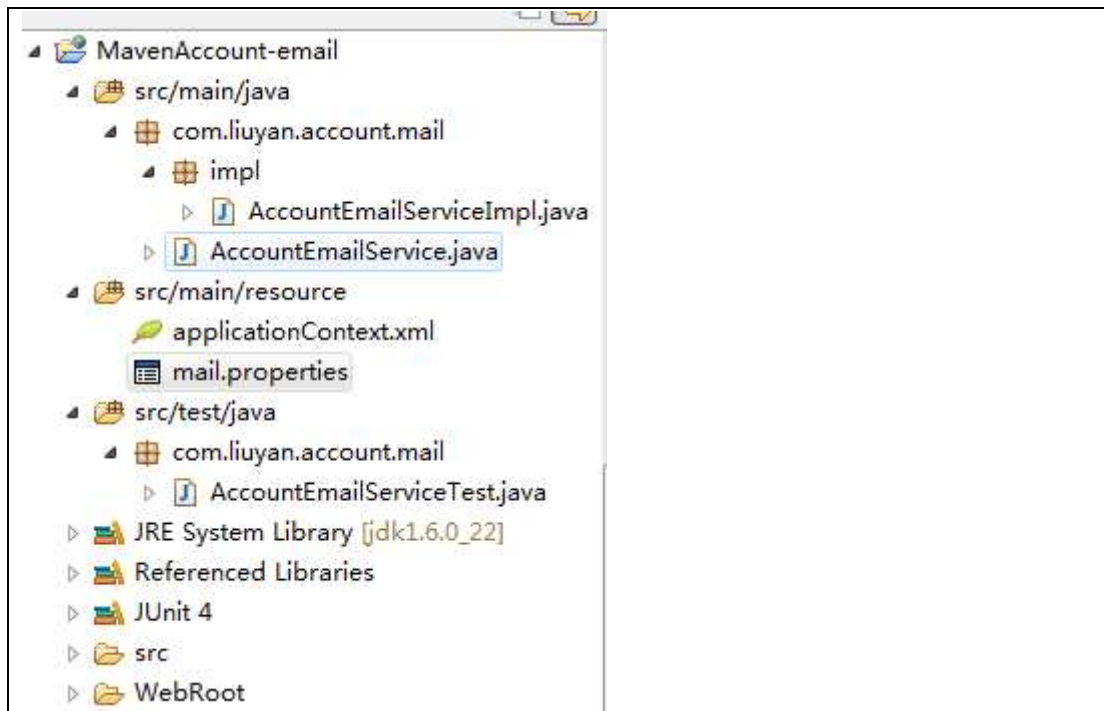 MavenAccount-email
src/main/java
com.liuyan.account.mail
impl
AccountEmailServiceImpl.java
AccountEmailService.java
src/main/resource
applicationContext.xml
mail.properties
src/test/java
com.liuyan.account.mail
AccountEmailServiceTest.java
JRE System Library [jdk1.6.0_22]
Referenced Libraries
JUnit 4
src
WebRoot